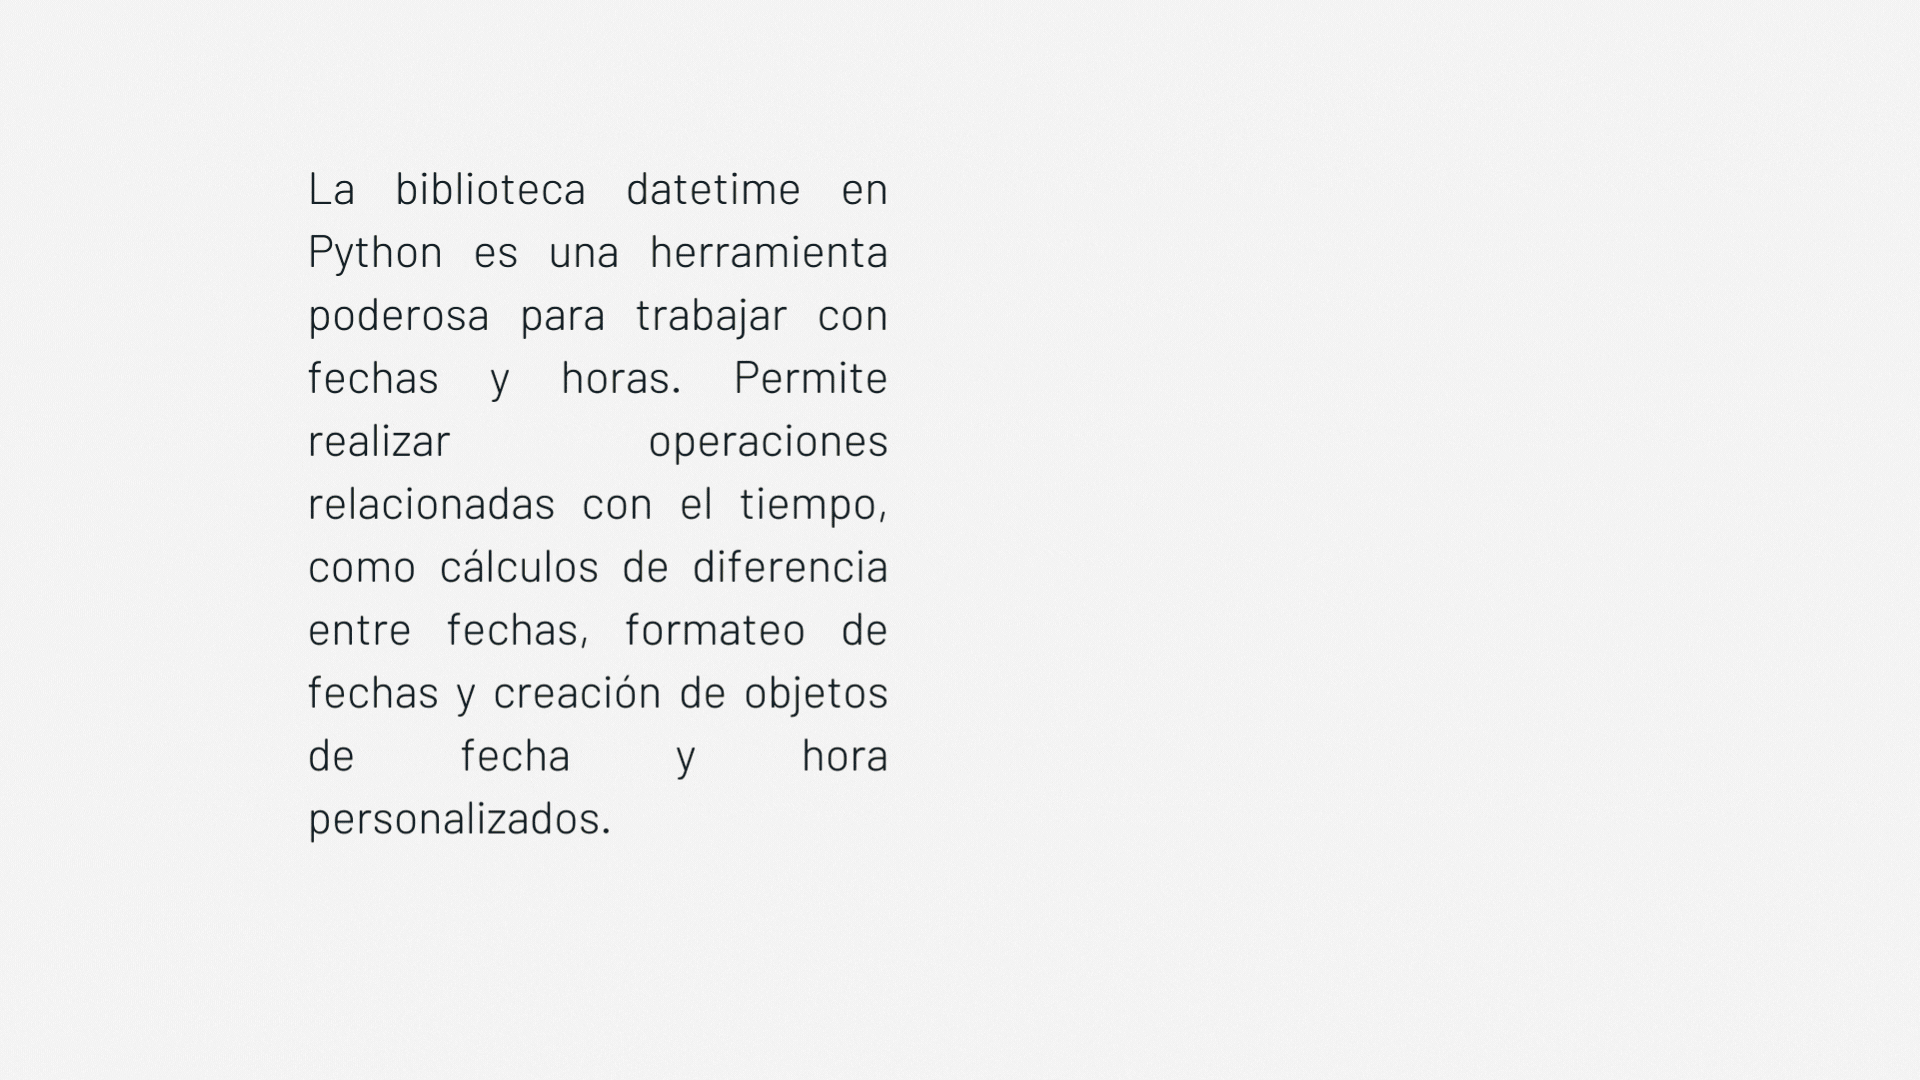 La biblioteca datetime en
Python es una herramienta
poderosa para trabajar con
fechas y horas. Permite
realizar operaciones
relacionadas con el tiempo,
como cálculos de diferencia
entre fechas, formateo de
fechas y creación de objetos
de fecha y hora
personalizados.